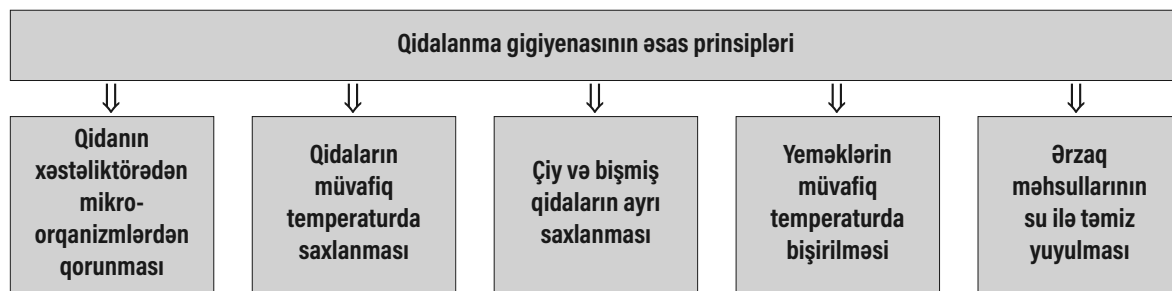 Qidalanma gigiyenasının əsas prinsipləri
Qidanın
xəstəliktörədən
mikro-
orqanizmlərdən
qorunması
Qidaların
müvafiq
temperaturda
saxlanması
Çiy və bişmiş
qidaların ayrı
saxlanması
Yeməklərin
müvafiq
temperaturda
bişirilməsi
Ərzaq
məhsullarının
su ilə təmiz
yuyulması